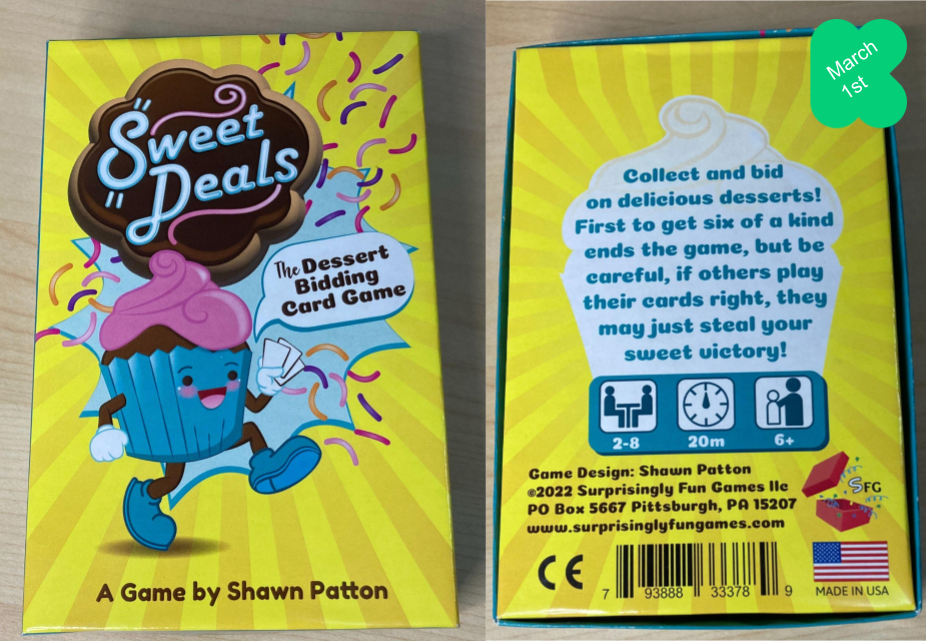 Sweet
Deals
The Dessert
Bidding
Card Game
A Game by Shawn Patton
March
1st
Collect and bid
on delicious desserts!
First to get six of a kind
ends the game, but be
careful, if others play
their cards right, they
may just steal your
sweet victory!
2-8 20m 6+
Game Design: Shawn Patton
©2022 Surprisingly Fun Games llc
PO Box 5667 Pittsburgh, PA 15207
www.surprisinglyfungames.com
SFG
CE
7 93888 33378 9
MADE IN USA